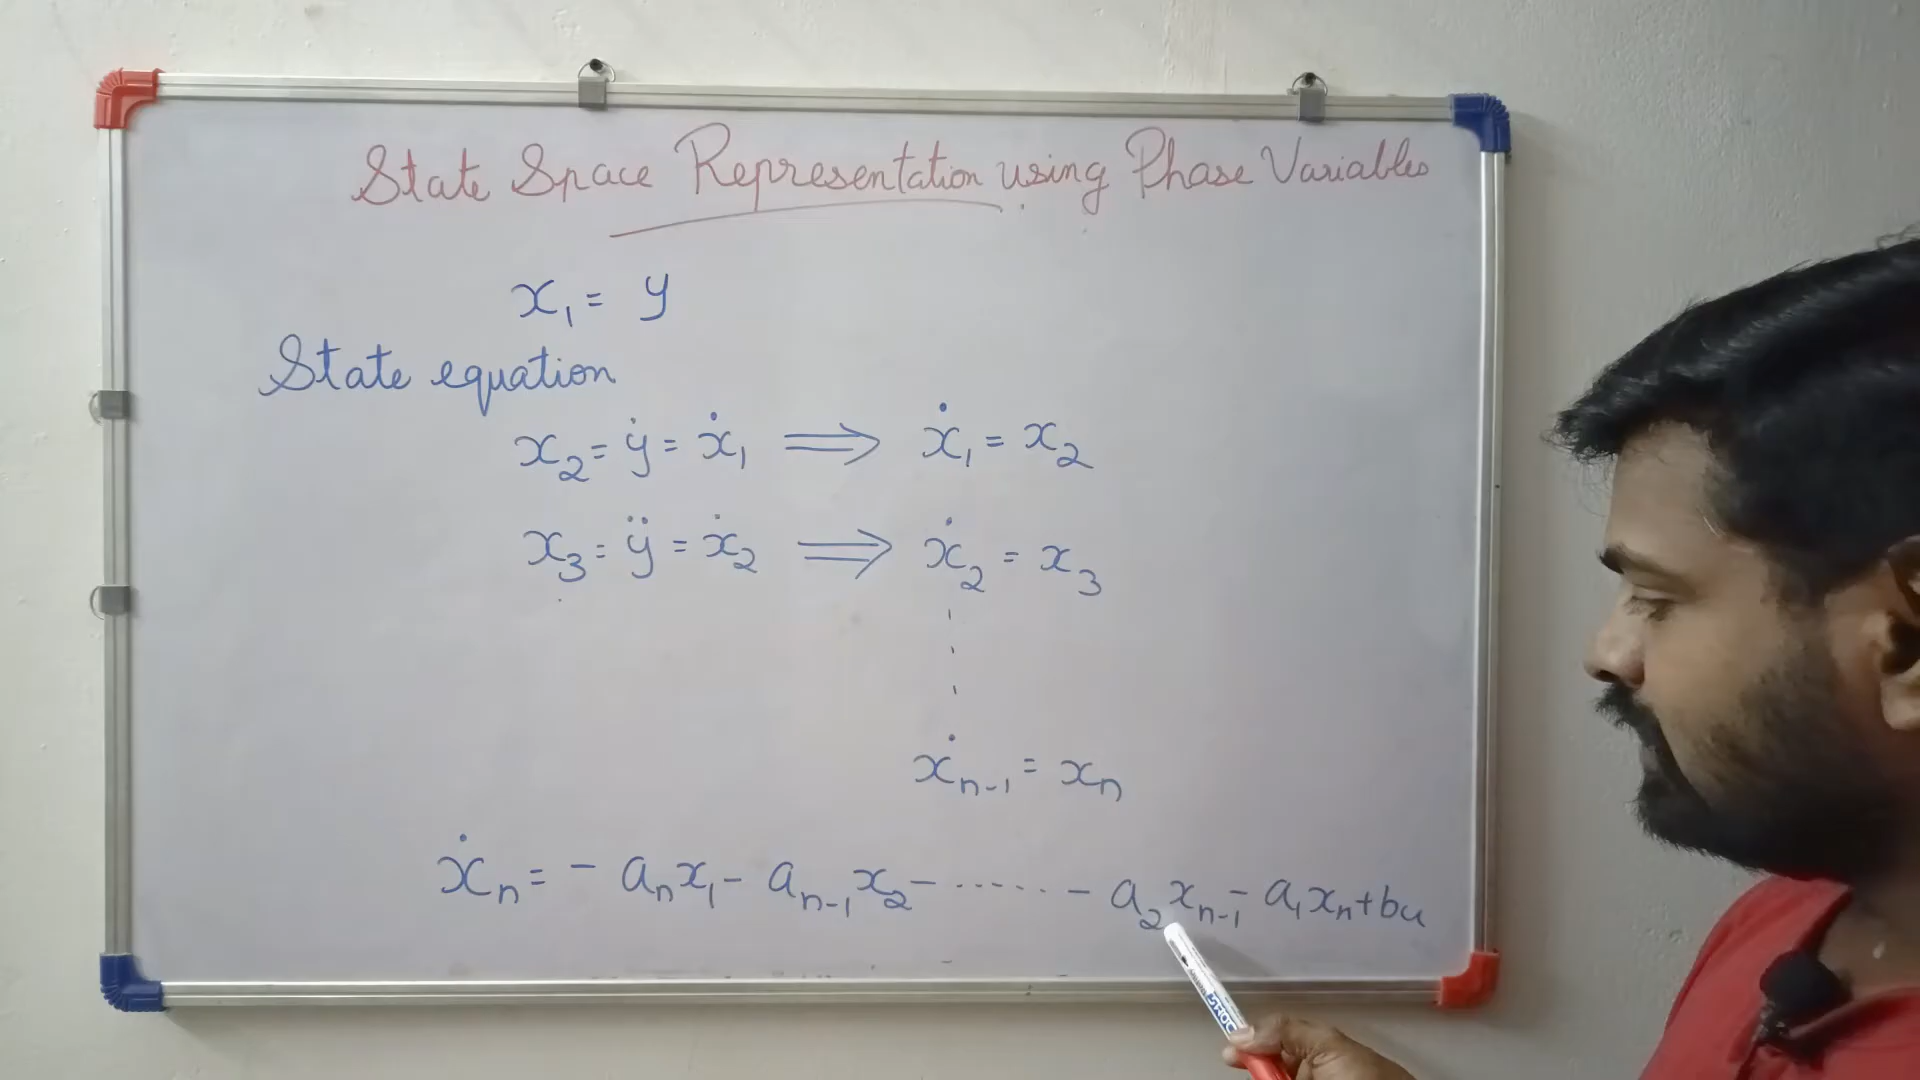 State Space Representation using Phase Variables
x₁ = y
State equation
x₂ = ẏ = ẋ₁ ⟹ ẋ₁ = x₂
x₃ = ÿ = ẋ₂ ⟹ ẋ₂ = x₃
ẋₙ₋₁ = xₙ
ẋₙ = - aₙx₁ - aₙ₋₁x₂ - ...... - a₂xₙ₋₁ - a₁xₙ + bu